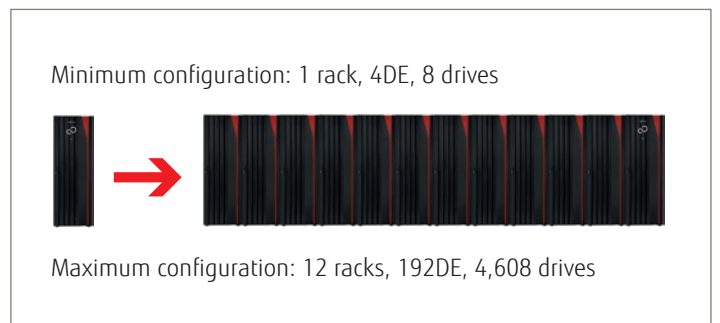 Minimum configuration: 1 rack, 4DE, 8 drives
Maximum configuration: 12 racks, 192DE, 4,608 drives